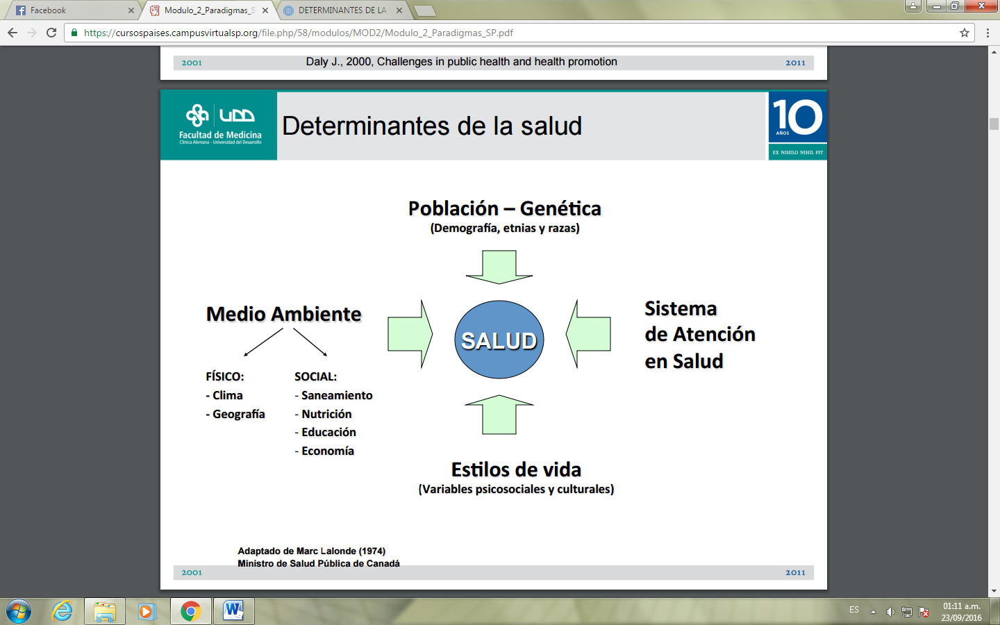 Facebook
Modulo_2_Paradigmas_S
DETERMINANTES DE LA
https://cursospaises.campusvirtualsp.org/file.php/58/modulos/MOD2/Modulo_2_Paradigmas_SP.pdf
2001
Daly J., 2000, Challenges in public health and health promotion
2011
UDD
Facultad de Medicina
Clínica Alemana - Universidad del Desarrollo
Determinantes de la salud
10
AÑOS
EX NIHILO NIHIL FIT
Población – Genética
(Demografía, etnias y razas)
Medio Ambiente
FÍSICO:
- Clima
- Geografía
SOCIAL:
- Saneamiento
- Nutrición
- Educación
- Economía
SALUD
Sistema
de Atención
en Salud
Estilos de vida
(Variables psicosociales y culturales)
Adaptado de Marc Lalonde (1974)
Ministro de Salud Pública de Canadá
2001
2011
ES
01:11 a.m.
23/09/2016